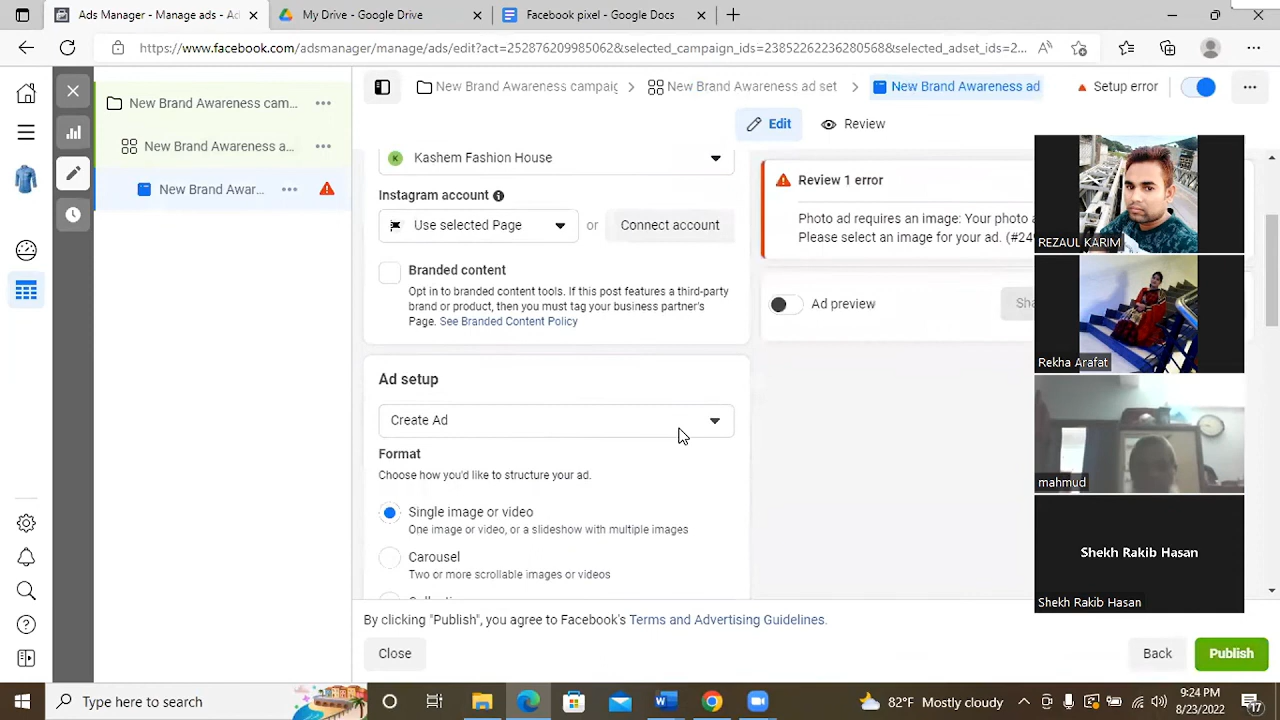 Ads Manager - Manage ads - Ad
My Drive - Google Drive
Facebook pixel - Google Docs
https://www.facebook.com/adsmanager/manage/ads/edit?act=252876209985062&selected_campaign_ids=23852262236280568&selected_adset_ids=2...
New Brand Awareness cam...
New Brand Awareness a...
New Brand Awar...
New Brand Awareness campaig
New Brand Awareness ad set
New Brand Awareness ad
Setup error
Edit
Review
K
Kashem Fashion House
Instagram account
Use selected Page
or
Connect account
Branded content
Opt in to branded content tools. If this post features a third-party
brand or product, then you must tag your business partner's
Page. See Branded Content Policy
Ad setup
Create Ad
Format
Choose how you'd like to structure your ad.
Single image or video
One image or video, or a slideshow with multiple images
Carousel
Two or more scrollable images or videos
Review 1 error
Photo ad requires an image: Your photo a
Please select an image for your ad. (#24
Ad preview
Sha
REZAUL KARIM
Rekha Arafat
mahmud
Shekh Rakib Hasan
Shekh Rakib Hasan
By clicking "Publish", you agree to Facebook's Terms and Advertising Guidelines.
Close
Back
Publish
Type here to search
82°F Mostly cloudy
9:24 PM
8/23/2022
17